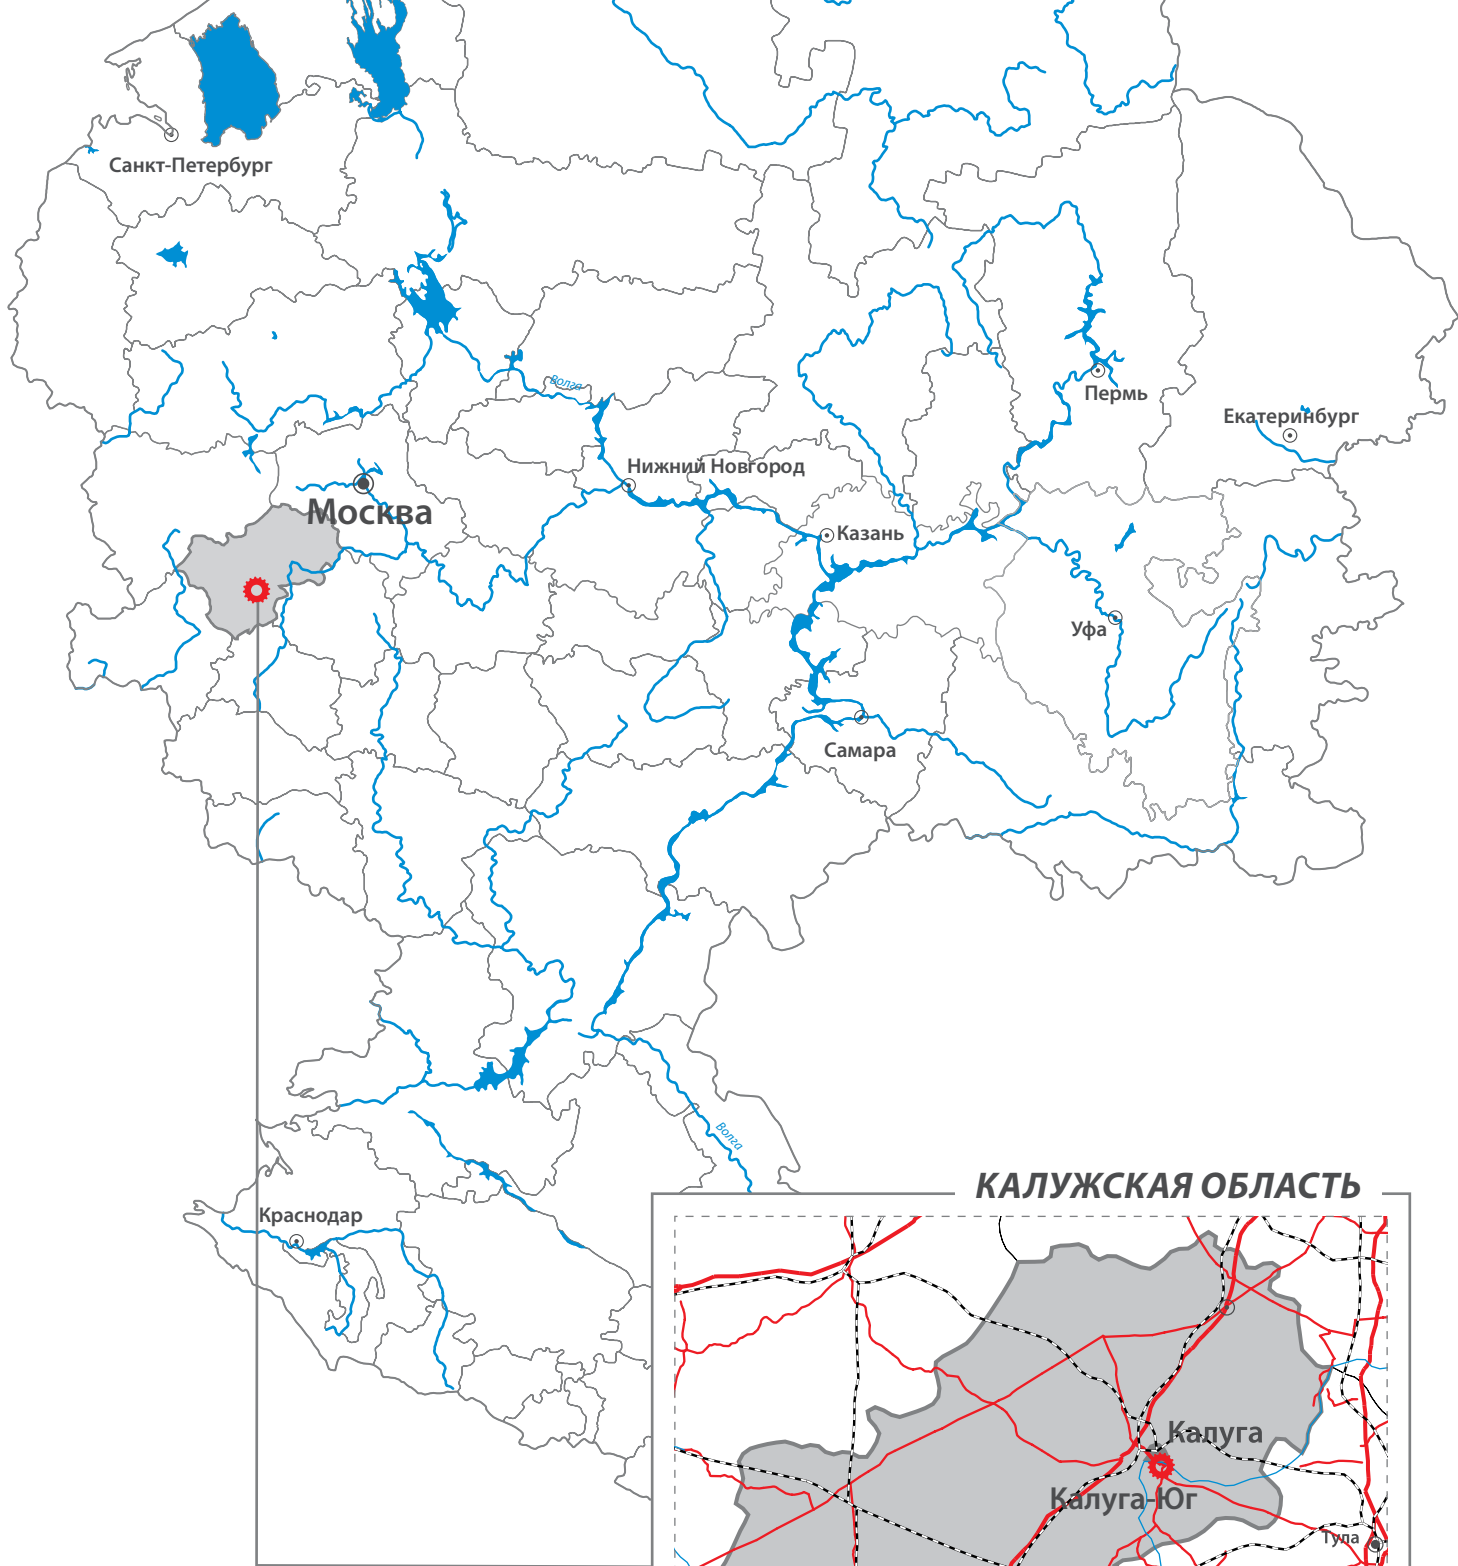 Санкт-Петербург
Волга
Пермь
Екатеринбург
Нижний Новгород
Москва
Казань
Уфа
Самара
Волга
КАЛУЖСКАЯ ОБЛАСТЬ
Краснодар
Калуга
Калуга-Юг
Тула